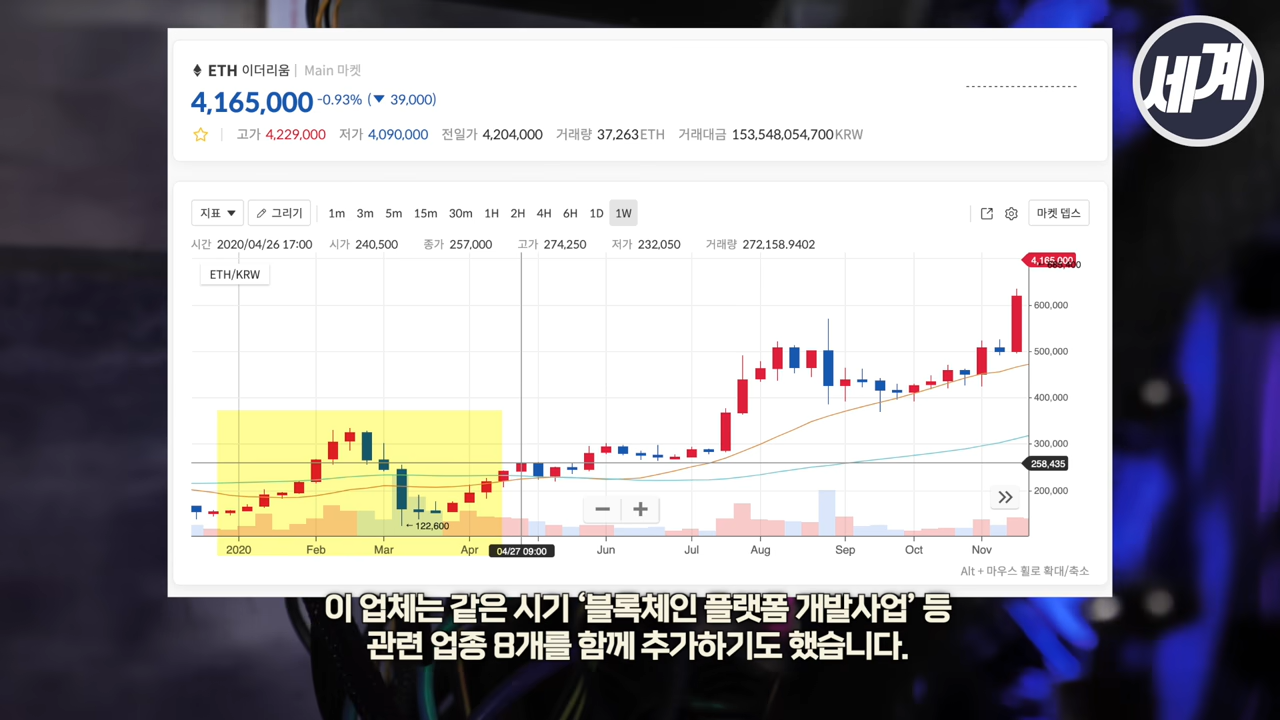 세계
ETH 이더리움 | Main 마켓
4,165,000 -0.93% (▼ 39,000)
고가 4,229,000 저가 4,090,000 전일가 4,204,000 거래량 37,263ETH 거래대금 153,548,054,700KRW
지표 ▼ 그리기 1m 3m 5m 15m 30m 1H 2H 4H 6H 1D 1W 마켓 뎁스
시간 2020/04/26 17:00 시가 240,500 종가 257,000 고가 274,250 저가 232,050 거래량 272,158.9402
ETH/KRW
4,165,000
600,000
500,000
400,000
300,000
258,435
200,000
←122,600
2020 Feb Mar Apr 04/27 09:00 Jun Jul Aug Sep Oct Nov
Alt + 마우스 휠로 확대/축소
이 업체는 같은 시기 ‘블록체인 플랫폼 개발사업’ 등
관련 업종 8개를 함께 추가하기도 했습니다.